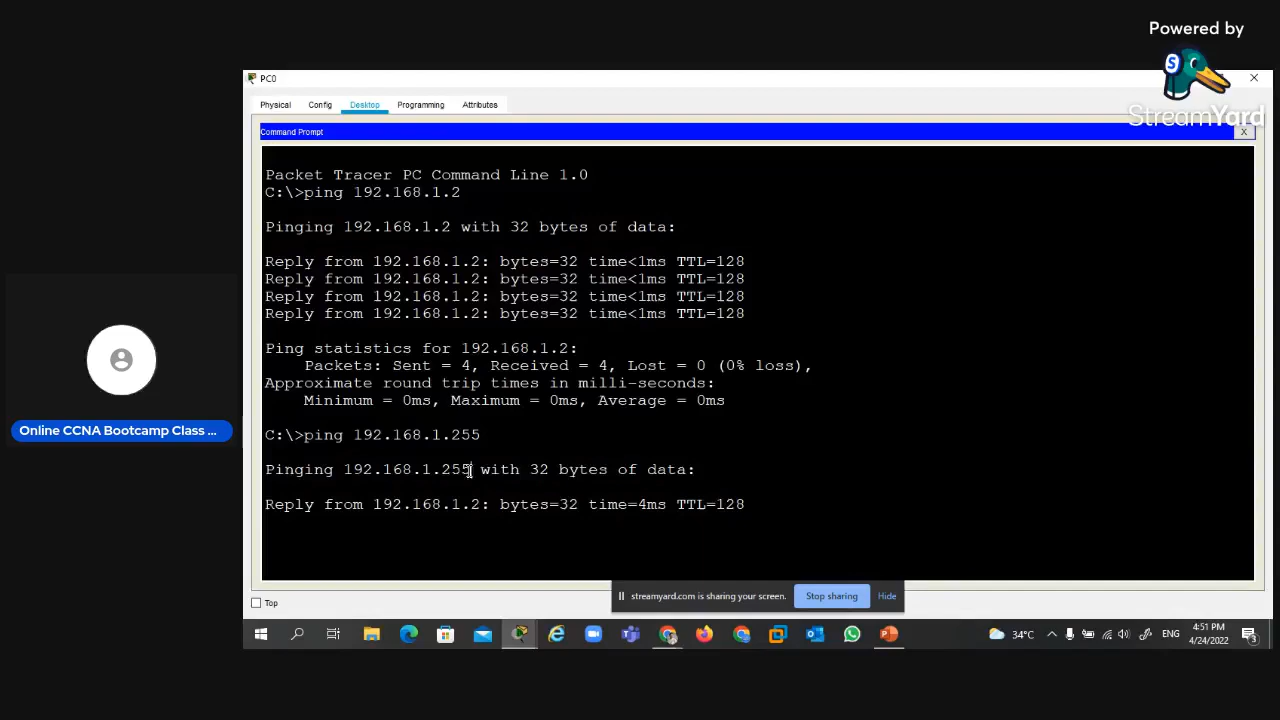 Powered by
StreamYard
PC0
Physical Config Desktop Programming Attributes
Command Prompt
X
Packet Tracer PC Command Line 1.0
C:\>ping 192.168.1.2
Pinging 192.168.1.2 with 32 bytes of data:
Reply from 192.168.1.2: bytes=32 time<1ms TTL=128
Reply from 192.168.1.2: bytes=32 time<1ms TTL=128
Reply from 192.168.1.2: bytes=32 time<1ms TTL=128
Reply from 192.168.1.2: bytes=32 time<1ms TTL=128
Ping statistics for 192.168.1.2:
Packets: Sent = 4, Received = 4, Lost = 0 (0% loss),
Approximate round trip times in milli-seconds:
Minimum = 0ms, Maximum = 0ms, Average = 0ms
C:\>ping 192.168.1.255
Pinging 192.168.1.255 with 32 bytes of data:
Reply from 192.168.1.2: bytes=32 time=4ms TTL=128
Online CCNA Bootcamp Class ...
streamyard.com is sharing your screen. Stop sharing Hide
Top
34°C ENG 4:51 PM
4/24/2022
3